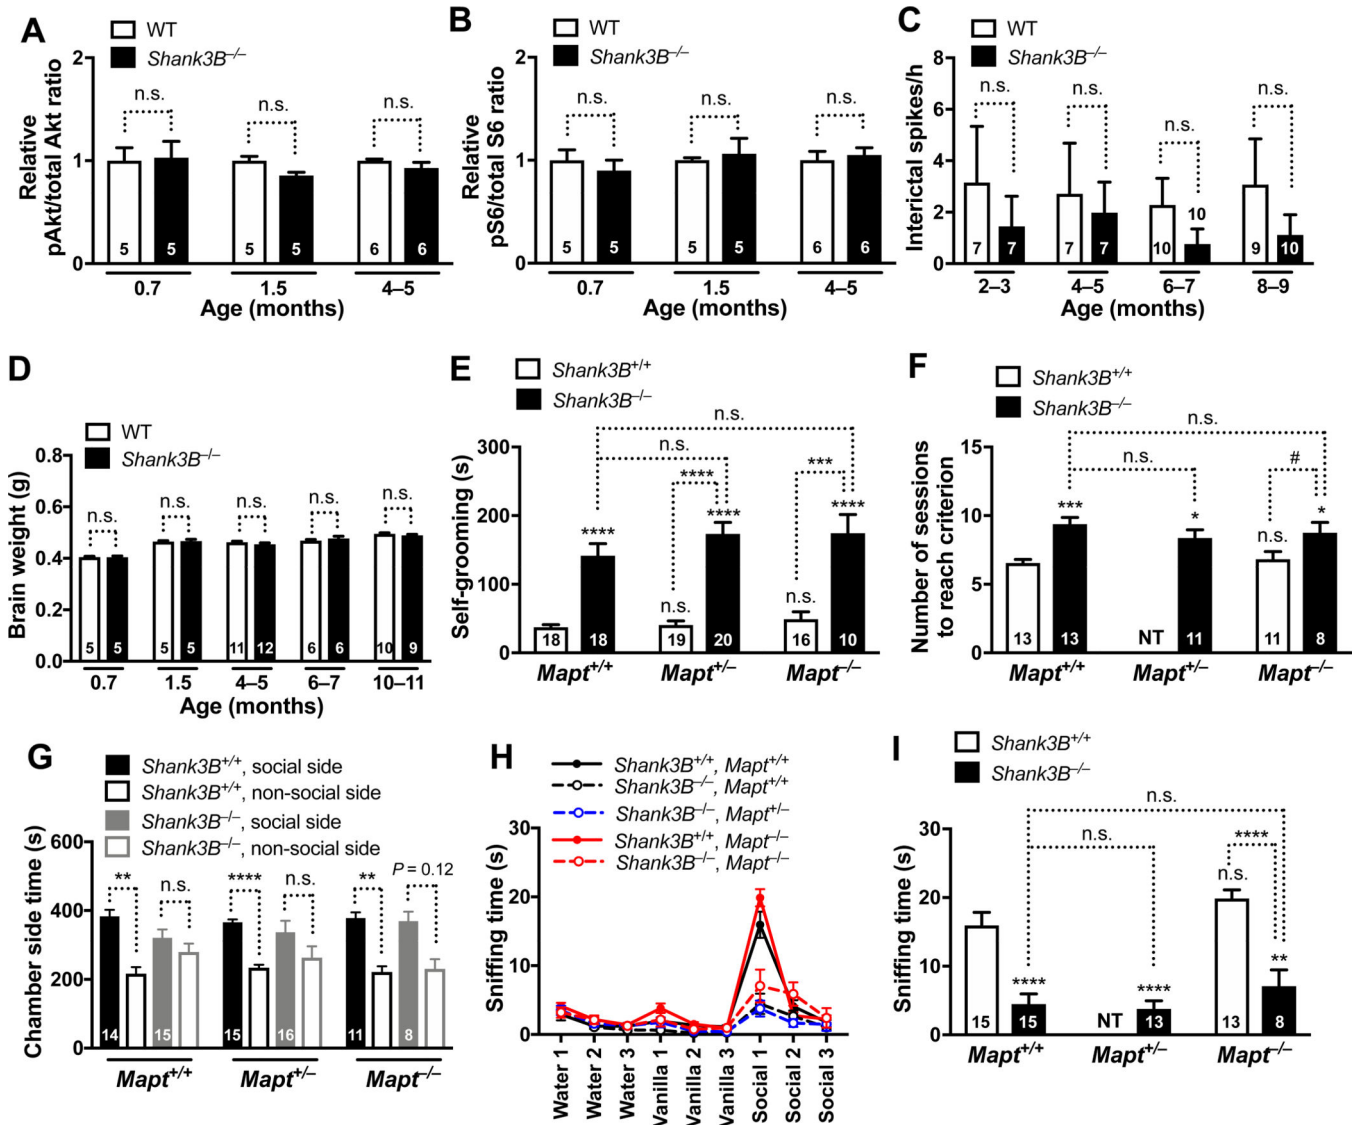 A
WT
Shank3B–/–
Relative
pAkt/total Akt ratio
2
1
0
n.s.
n.s.
n.s.
5
5
5
5
6
6
0.7
1.5
4–5
Age (months)
B
WT
Shank3B–/–
Relative
pS6/total S6 ratio
2
1
0
n.s.
n.s.
n.s.
5
5
5
5
6
6
0.7
1.5
4–5
Age (months)
C
WT
Shank3B–/–
Interictal spikes/h
8
6
4
2
0
n.s.
n.s.
n.s.
n.s.
7
7
7
7
10
10
9
10
2–3
4–5
6–7
8–9
Age (months)
D
WT
Shank3B–/–
Brain weight (g)
0.8
0.6
0.4
0.2
0.0
n.s.
n.s.
n.s.
n.s.
n.s.
5
5
5
5
11
12
6
6
10
9
0.7
1.5
4–5
6–7
10–11
Age (months)
E
Shank3B+/+
Shank3B–/–
Self-grooming (s)
300
200
100
0
n.s.
n.s.
****
***
****
****
****
n.s.
n.s.
18
18
19
20
16
10
Mapt+/+
Mapt+/–
Mapt–/–
F
Shank3B+/+
Shank3B–/–
Number of sessions
to reach criterion
15
10
5
0
n.s.
n.s.
#
***
*
*
n.s.
13
13
NT
11
11
8
Mapt+/+
Mapt+/–
Mapt–/–
G
Shank3B+/+, social side
Shank3B+/+, non-social side
Shank3B–/–, social side
Shank3B–/–, non-social side
Chamber side time (s)
600
400
200
0
**
n.s.
****
n.s.
**
P = 0.12
14
15
15
16
11
8
Mapt+/+
Mapt+/–
Mapt–/–
H
Shank3B+/+, Mapt+/+
Shank3B–/–, Mapt+/+
Shank3B–/–, Mapt+/–
Shank3B+/+, Mapt–/–
Shank3B–/–, Mapt–/–
Sniffing time (s)
30
20
10
0
Water 1
Water 2
Water 3
Vanilla 1
Vanilla 2
Vanilla 3
Social 1
Social 2
Social 3
I
Shank3B+/+
Shank3B–/–
Sniffing time (s)
30
20
10
0
n.s.
n.s.
****
n.s.
****
****
**
15
15
NT
13
13
8
Mapt+/+
Mapt+/–
Mapt–/–